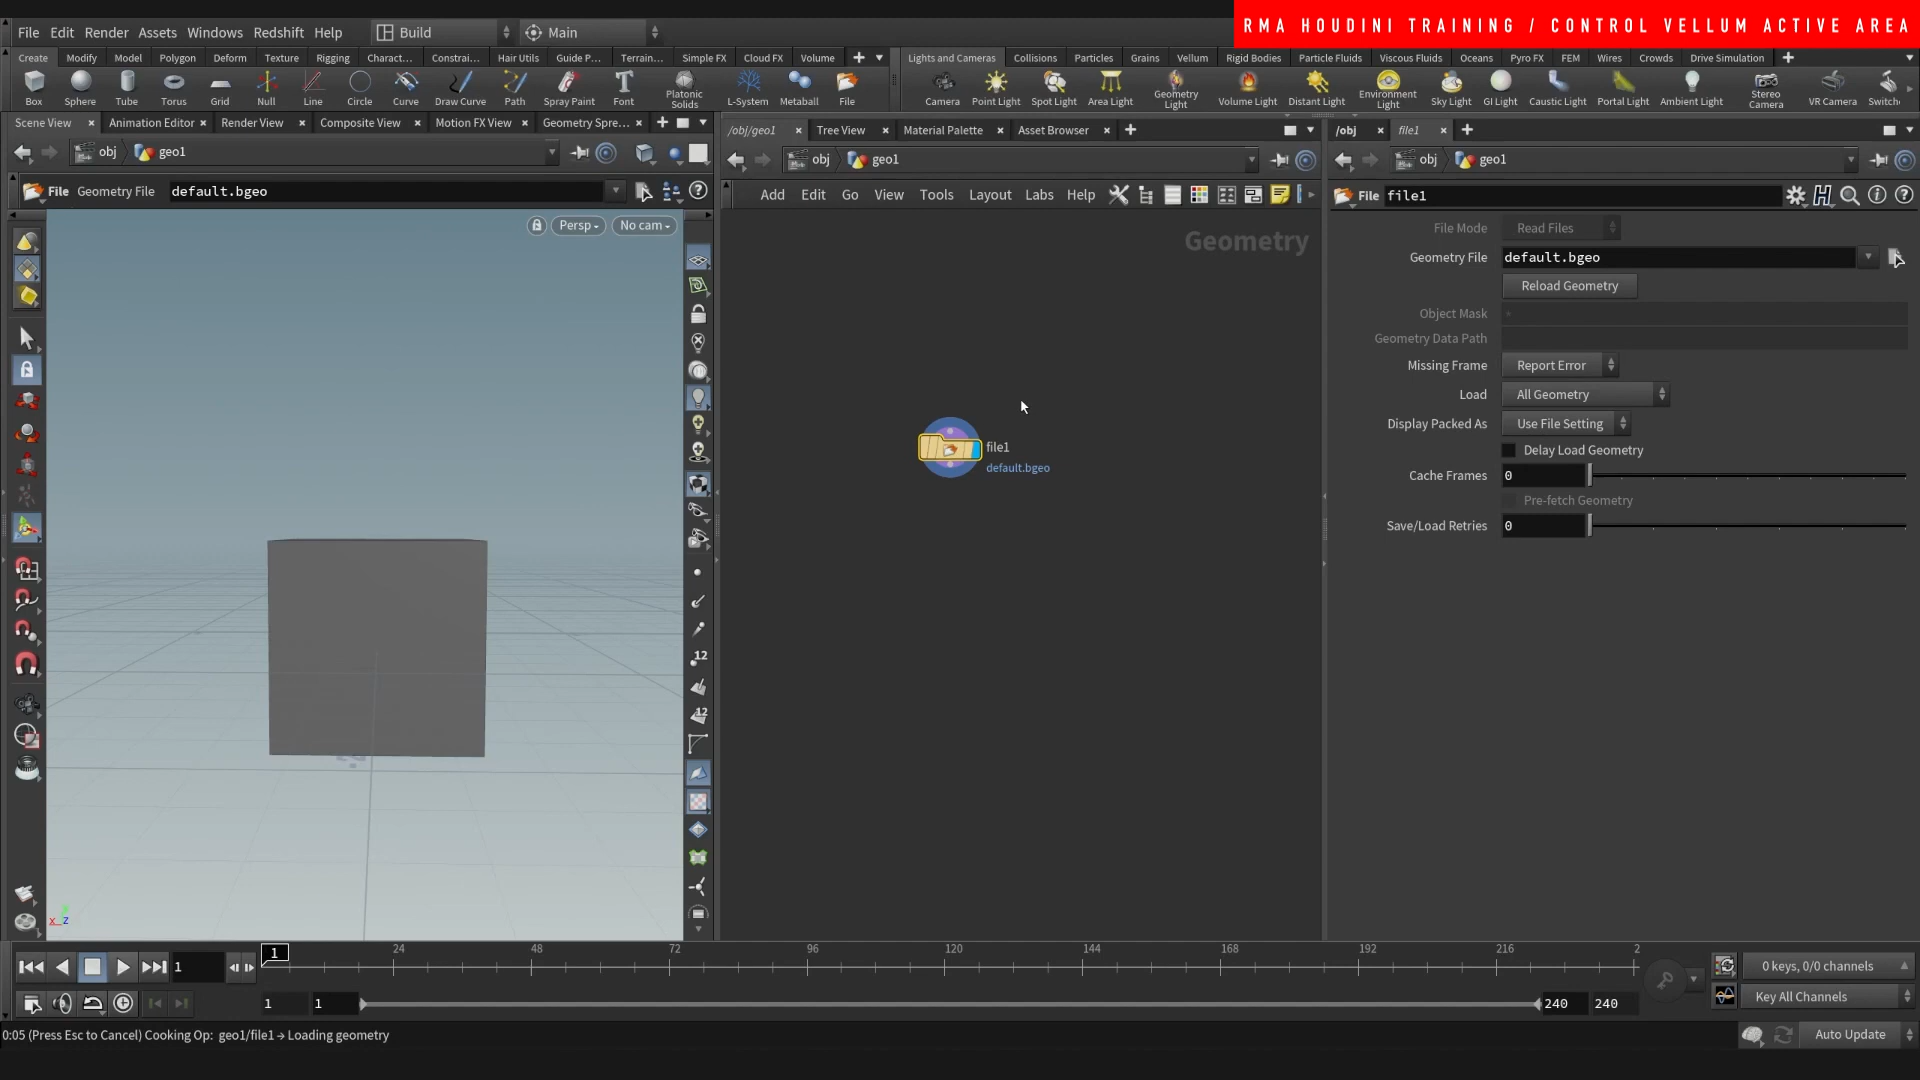 RMA HOUDINI TRAINING / CONTROL VELLUM ACTIVE AREA
File Edit Render Assets Windows Redshift Help Build Main
Create Modify Model Polygon Deform Texture Rigging Charact... Constrai... Hair Utils Guide P... Terrain... Simple FX Cloud FX Volume
Lights and Cameras Collisions Particles Grains Vellum Rigid Bodies Particle Fluids Viscous Fluids Oceans Pyro FX FEM Wires Crowds Drive Simulation
Box Sphere Tube Torus Grid Null Line Circle Curve Draw Curve Path Spray Paint Font Platonic Solids L-System Metaball File
Camera Point Light Spot Light Area Light Geometry Light Volume Light Distant Light Environment Light Sky Light GI Light Caustic Light Portal Light Ambient Light Stereo Camera VR Camera Switch
Scene View Animation Editor Render View Composite View Motion FX View Geometry Spre...
/obj/geo1 Tree View Material Palette Asset Browser
/obj file1
obj geo1
obj geo1
obj geo1
File Geometry File default.bgeo
Add Edit Go View Tools Layout Labs Help
File file1
Persp No cam
Geometry
File Mode Read Files
Geometry File default.bgeo
Reload Geometry
Object Mask *
Geometry Data Path
Missing Frame Report Error
Load All Geometry
Display Packed As Use File Setting
Delay Load Geometry
Cache Frames 0
Pre-fetch Geometry
Save/Load Retries 0
file1
default.bgeo
12
12
x z
1 1 24 48 72 96 120 144 168 192 216 2
0 keys, 0/0 channels
1 1 240 240
Key All Channels
0:05 (Press Esc to Cancel) Cooking Op: geo1/file1 → Loading geometry
Auto Update